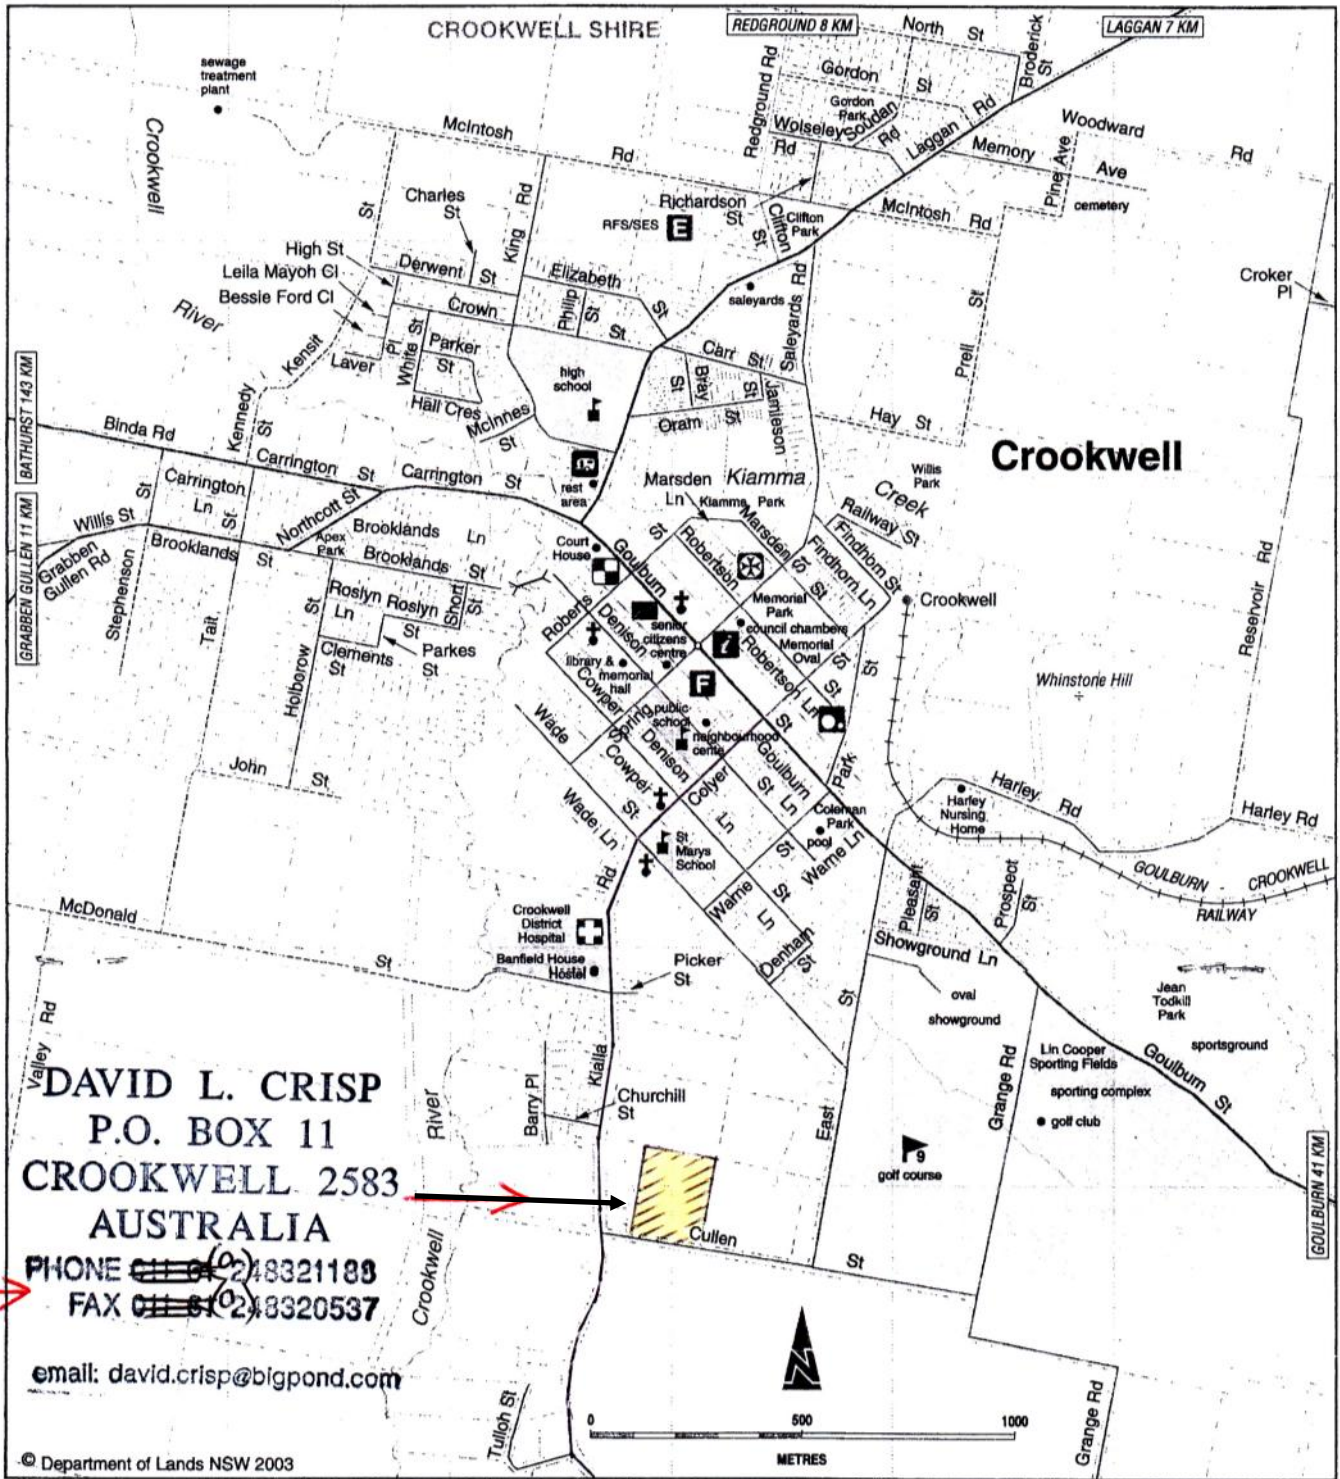 CROOKWELL SHIRE
REDGROUND 8 KM
LAGGAN 7 KM
North
St
Broderick
St
sewage
treatment
plant
Redground Rd
Gordon
St
Gordon
Park
Soudan
Rd
Wolseley
Rd
Laggan
Rd
Woodward
Rd
Memory
Ave
Pine Ave
cemetery
Crookwell
River
McIntosh
Rd
McIntosh Rd
Charles
St
King
Rd
St
Richardson
St
RFS/SES
E
Clifton
St
Clifton
Park
High St
Leila Mayoh Cl
Bessie Ford Cl
Derwent
St
Elizabeth
St
Crown
St
Philip
St
saleyards
Saleyards Rd
Croker
Pl
Prell
St
Kensit
Laver
Pl
White St
Parker
St
Hall Cres
McInnes
St
high
school
Carr St
Bray
St
Jamieson
St
Oram St
Hay St
BATHURST 143 KM
Binda Rd
Kennedy
St
Carrington St
Carrington St
Carrington
Ln
Crookwell
Willis
Park
Kiamma
Creek
Marsden
Ln
Kiamma Park
rest
area
GRABBEN GULLEN 11 KM
Willis St
Grabben
Gullen Rd
Stephenson
St
Tait
St
Northcott St
Apex
Park
Brooklands
St
Brooklands
Ln
Brooklands
St
Court
House
Goulburn
St
Robertson
Marsden
St
Railway
St
Findhorn St
Findhorn Ln
Crookwell
Reservoir Rd
Roslyn
Ln
Roslyn
St
Short
St
Parkes
St
Clements
St
Holborow
St
Roberts
Denison
senior
citizens
centre
Memorial
Park
council chambers
Memorial
Oval
i
library &
memorial
hall
Cowper
Spring
St
F
Robertson Ln
St
Whinstone Hill
public
school
neighbourhood
cente
Wade
Cowper
St
Denison
Goulburn
St
Ln
Park
St
John
St
Wade Ln
Colyer
Ln
Coleman
Park
pool
Harley
Nursing
Home
Harley
Rd
Harley Rd
St
Marys
School
Warne Ln
Warne
St
GOULBURN - CROOKWELL
RAILWAY
Pleasant
St
Prospect
St
McDonald
St
Rd
Crookwell
District
Hospital
Banfield House
Hostel
Picker
St
Ln
Denham
St
Showground Ln
oval
showground
Jean
Todkill
Park
sportsground
Valley Rd
Lin Cooper
Sporting Fields
sporting complex
Goulburn
St
golf club
Grange Rd
East
St
9
golf course
GOULBURN 41 KM
Kialla
Barry Pl
Churchill
St
River
Crookwell
DAVID L. CRISP
P.O. BOX 11
CROOKWELL 2583
AUSTRALIA
PHONE 011 61 (0) 248321188
FAX 011 61 (0) 248320537
email: david.crisp@bigpond.com
Cullen
St
N
Tulloh St
Grange Rd
0 500 1000
METRES
© Department of Lands NSW 2003